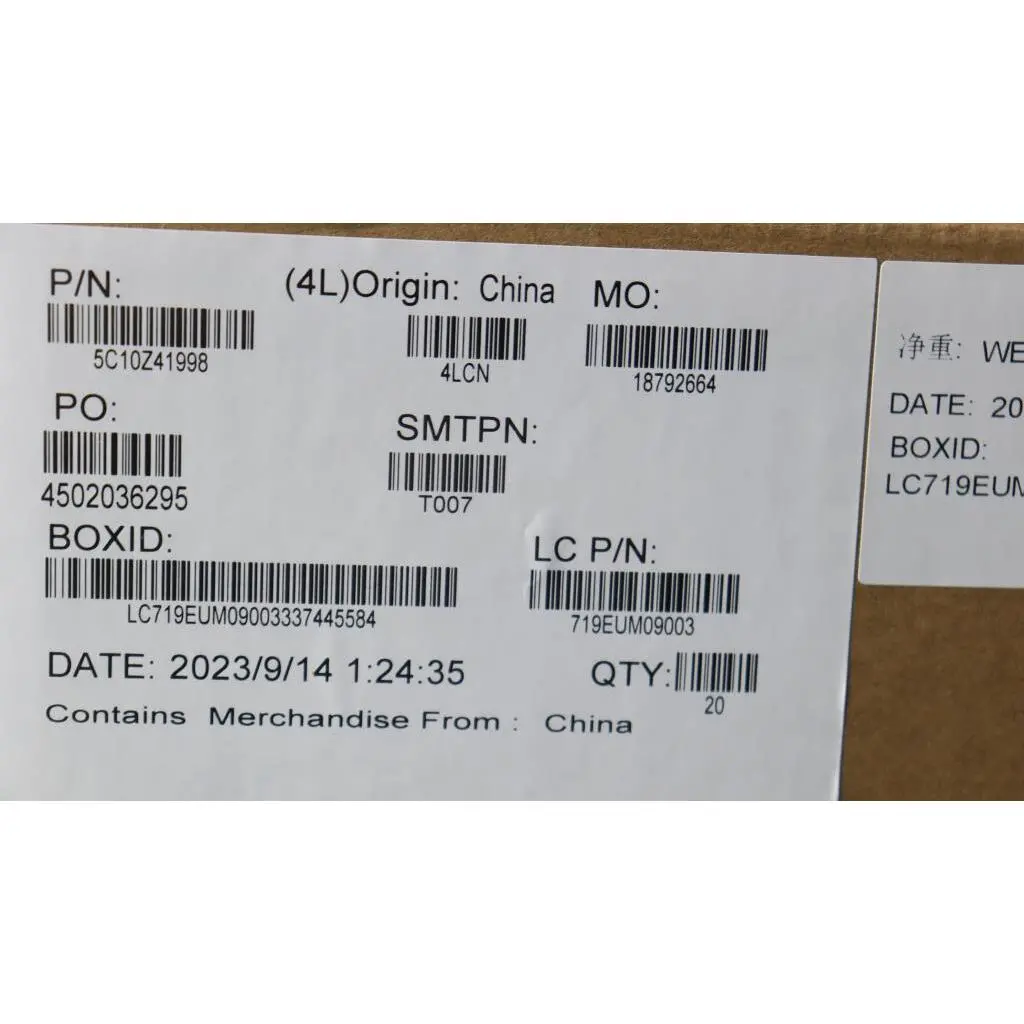 P/N:
(4L)Origin: China
MO:
5C10Z41998
4LCN
18792664
PO:
SMTPN:
4502036295
T007
BOXID:
LC P/N:
LC719EUM09003337445584
719EUM09003
DATE: 2023/9/14 1:24:35
QTY:
20
Contains Merchandise From : China
净重: WE
DATE: 20
BOXID:
LC719EUM